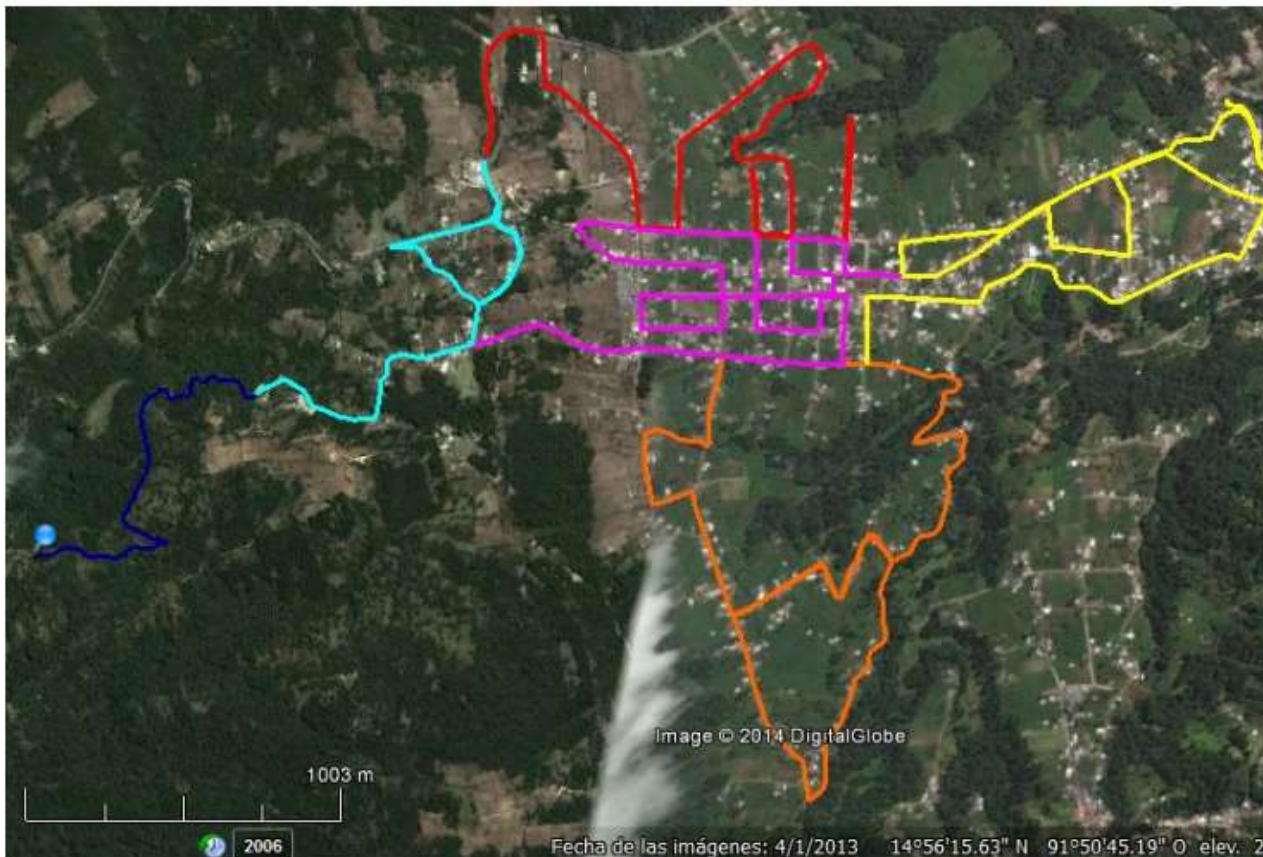 Image © 2014 DigitalGlobe
1003 m
2006
Fecha de las imágenes: 4/1/2013 14°56'15.63" N 91°50'45.19" O elev. 2